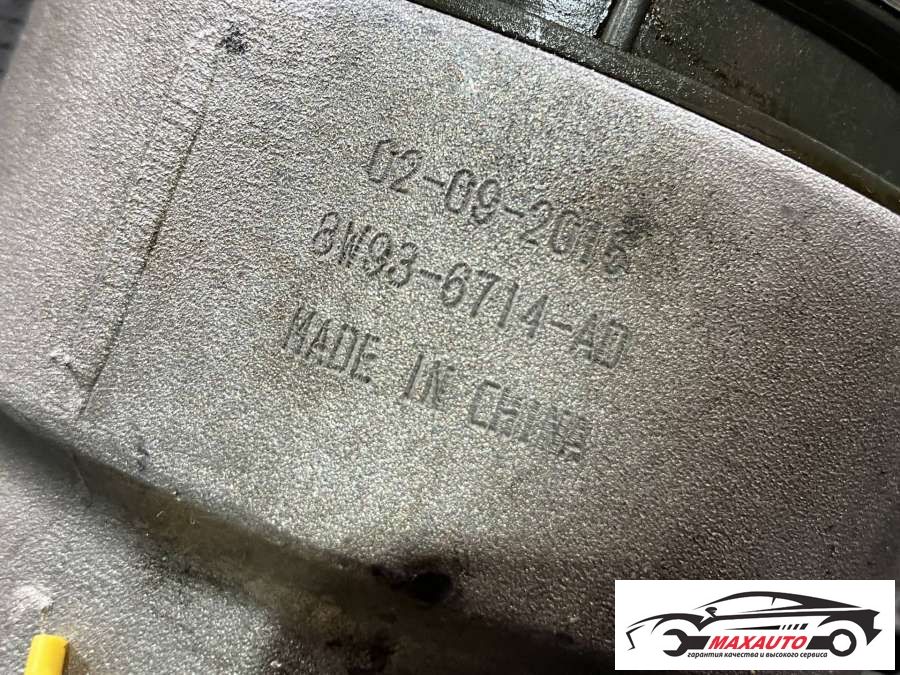 02-09-2015
8W93-6714-AD
MADE IN CHINA
MAXAUTO
гарантия качества и высокого сервиса